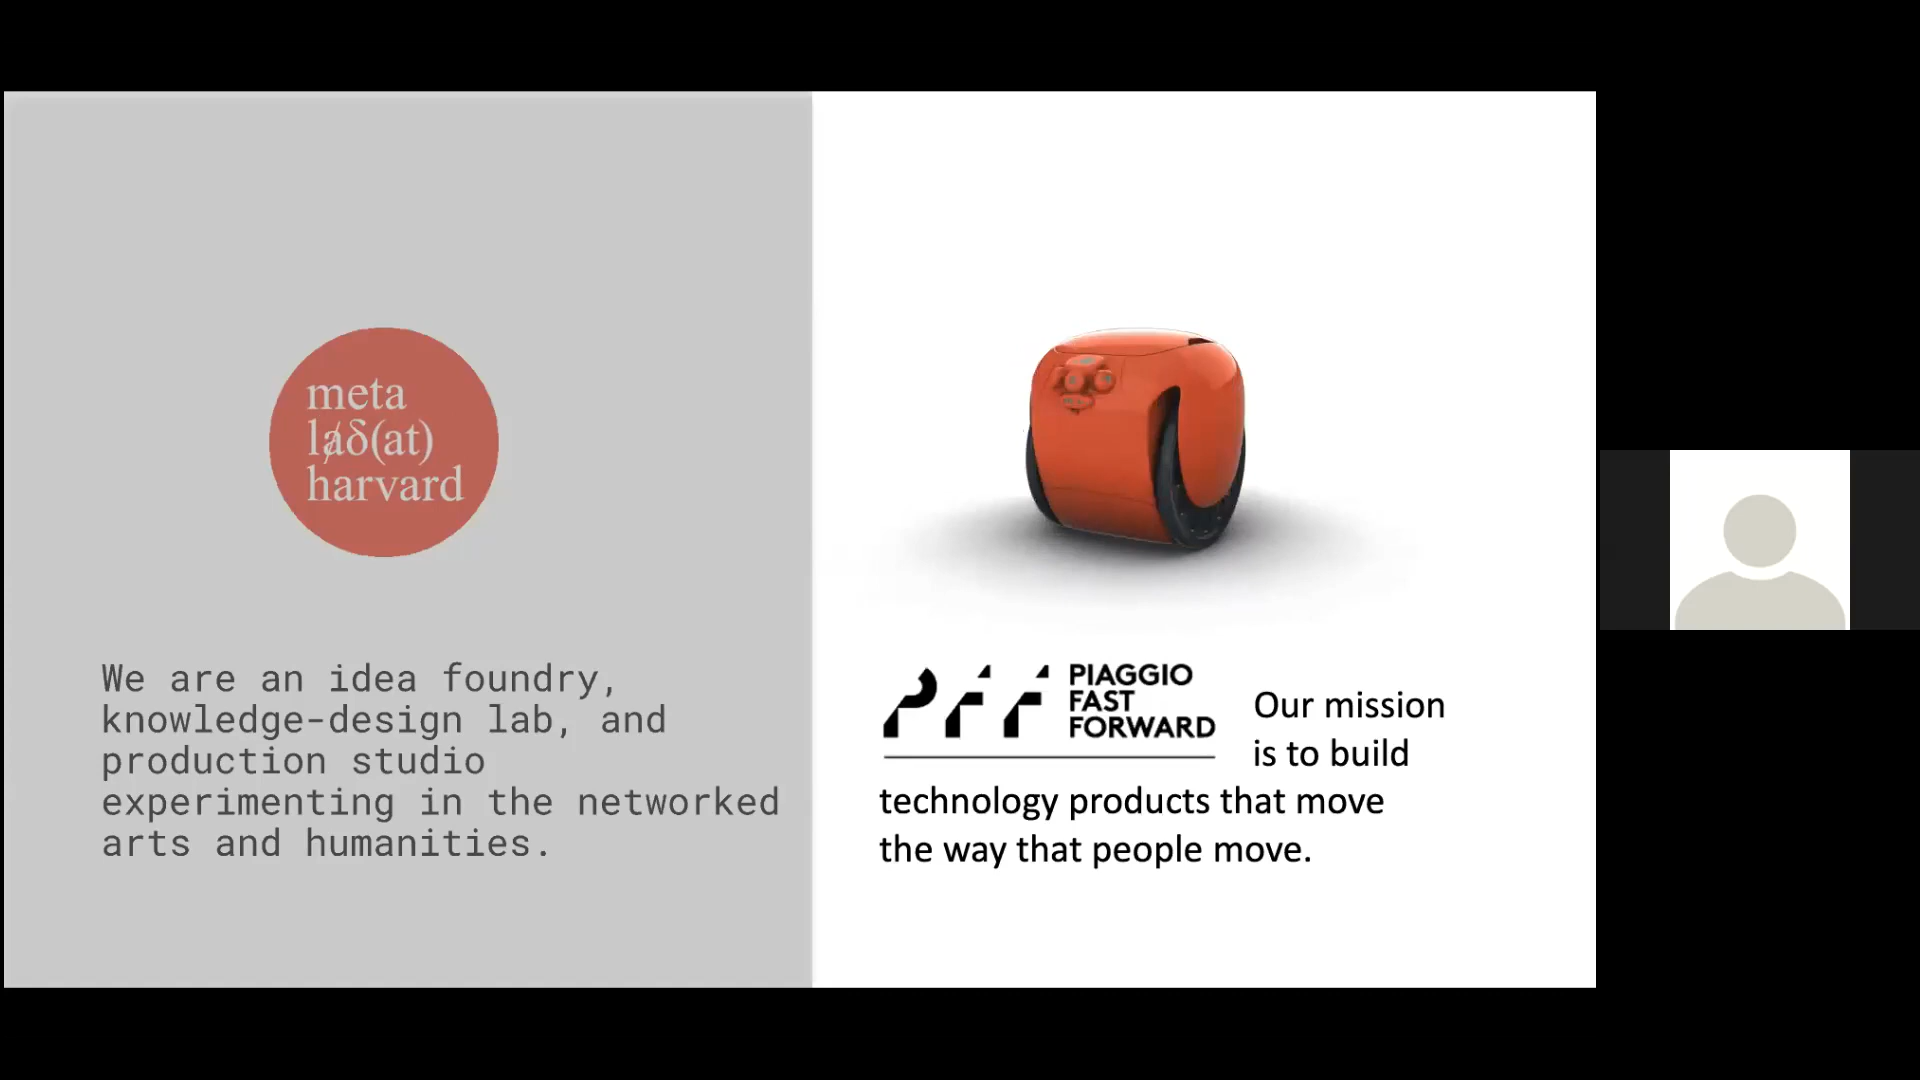 meta
la̸δ(at)
harvard
We are an idea foundry,
knowledge-design lab, and
production studio
experimenting in the networked
arts and humanities.
PFF
PIAGGIO
FAST
FORWARD
Our mission
is to build
technology products that move
the way that people move.